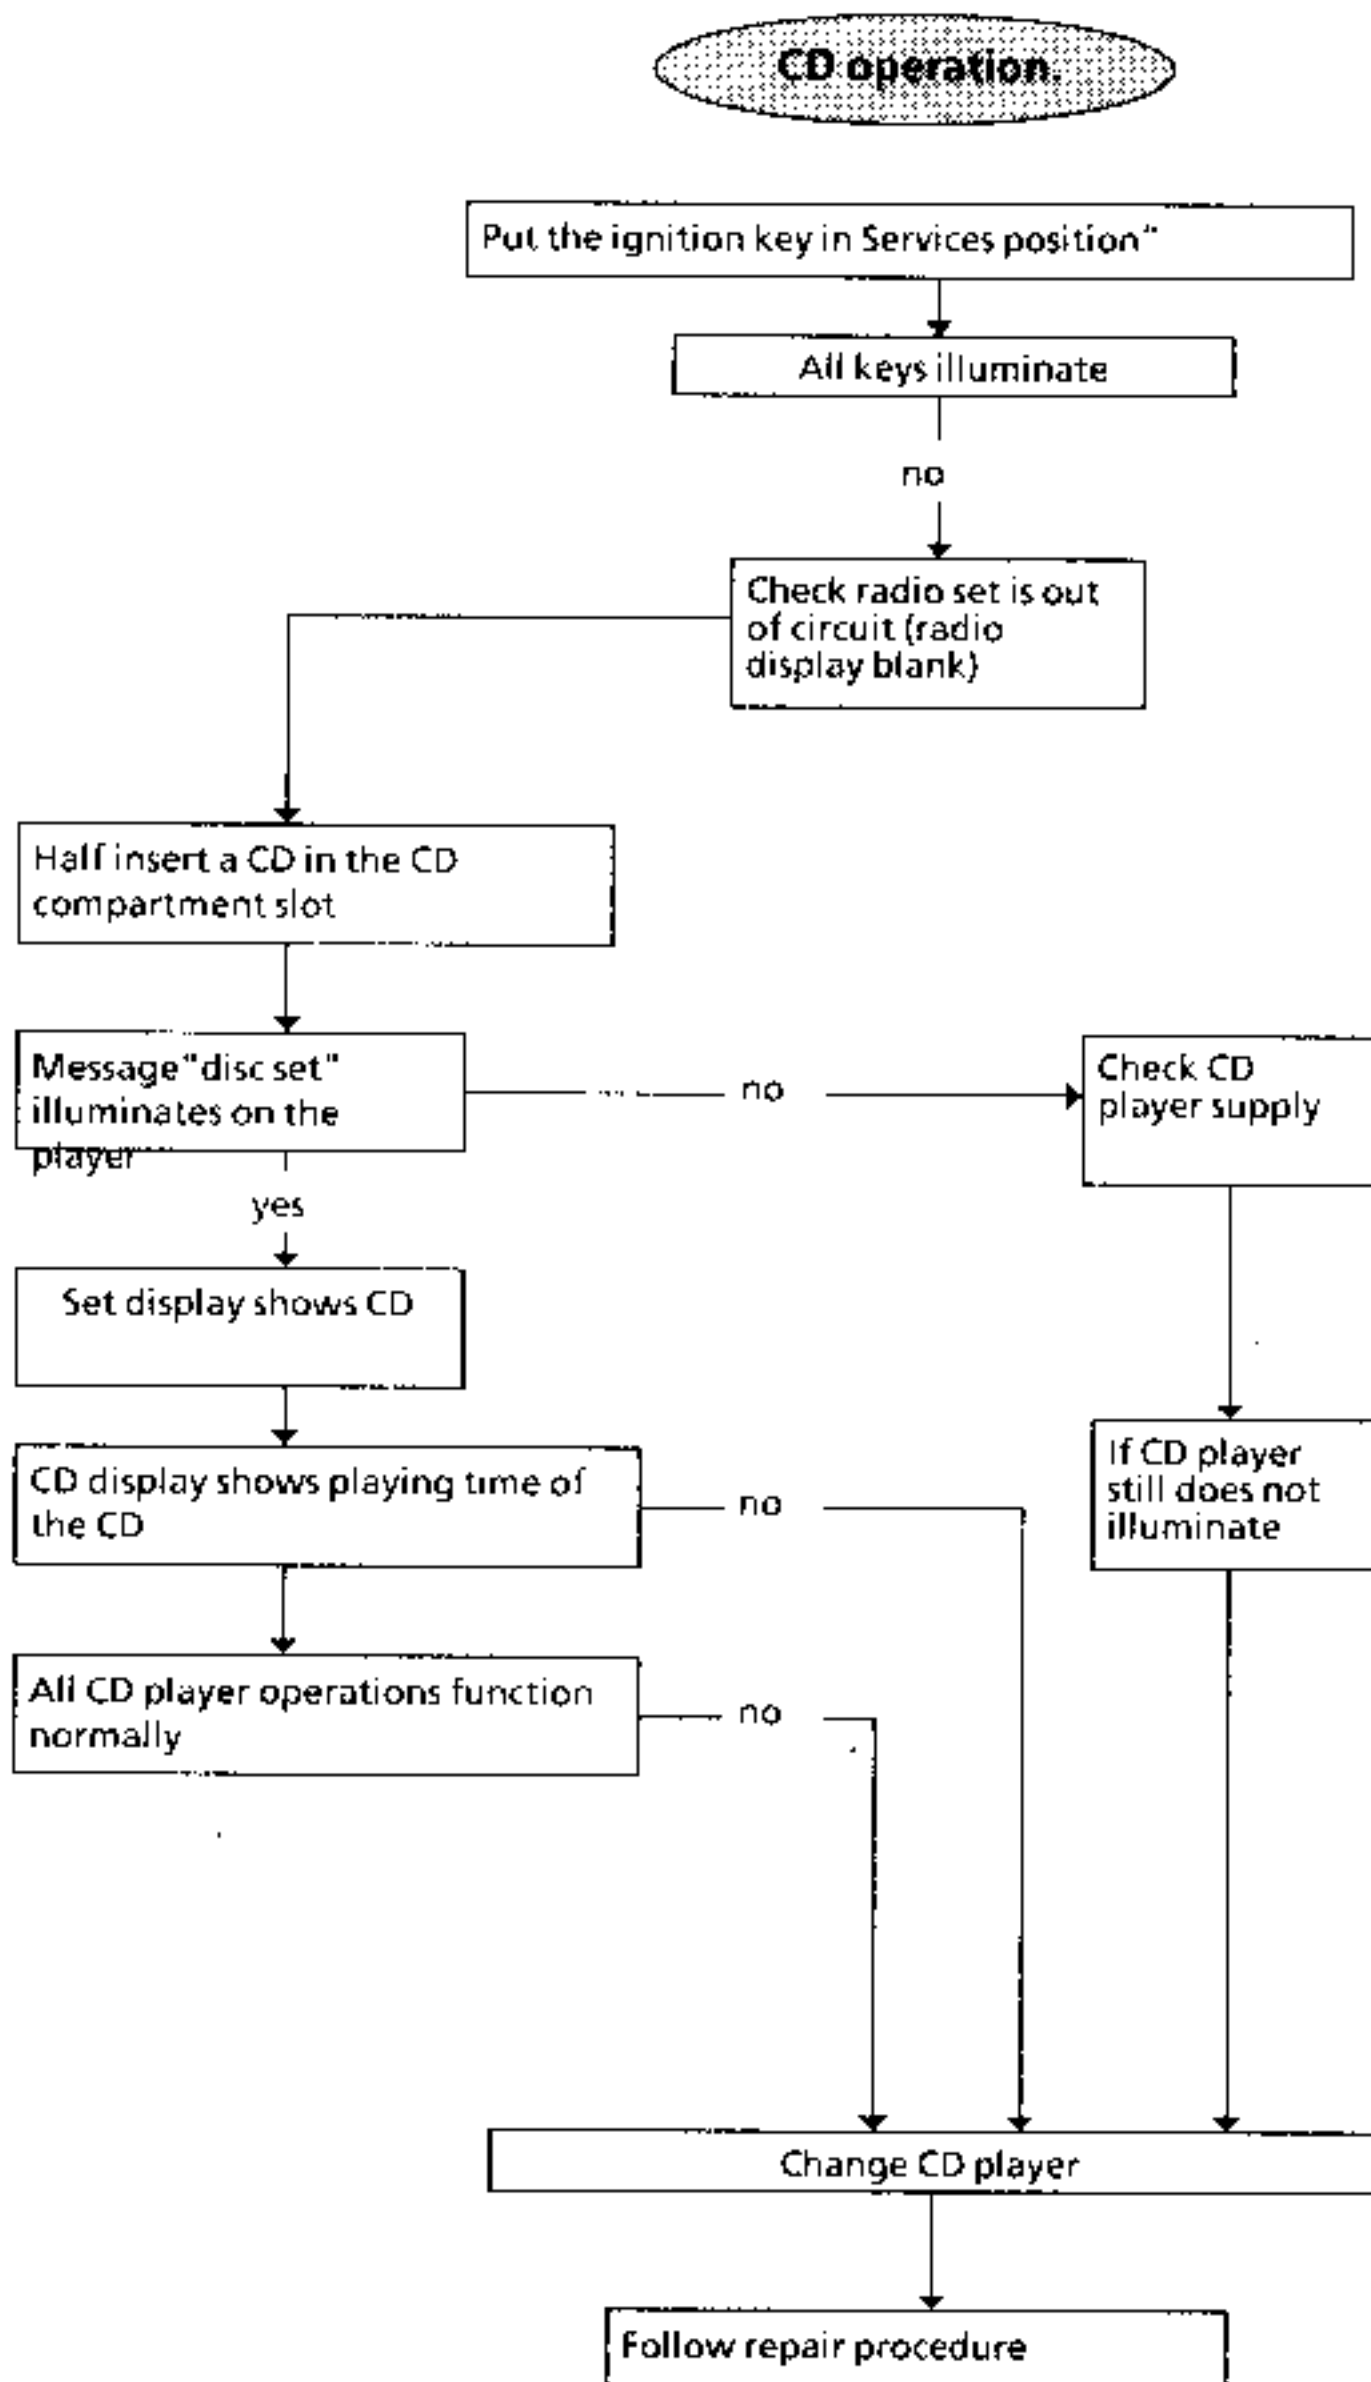 CD operation.
Put the ignition key in Services position"
All keys illuminate
no
Check radio set is out
of circuit (radio
display blank)
Half insert a CD in the CD
compartment slot
Message "disc set"
illuminates on the
player
no
Check CD
player supply
yes
Set display shows CD
CD display shows playing time of
the CD
no
If CD player
still does not
illuminate
All CD player operations function
normally
no
Change CD player
Follow repair procedure